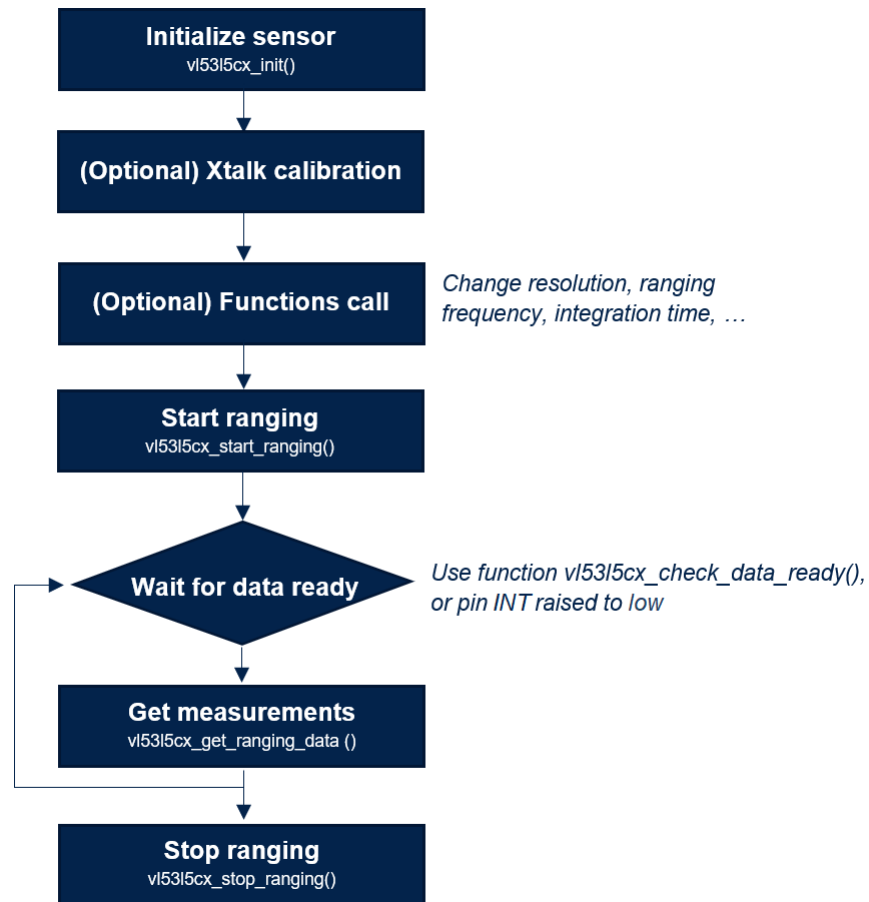 Initialize sensor
vl53l5cx_init()
(Optional) Xtalk calibration
(Optional) Functions call
Change resolution, ranging
frequency, integration time, …
Start ranging
vl53l5cx_start_ranging()
Wait for data ready
Use function vl53l5cx_check_data_ready(),
or pin INT raised to low
Get measurements
vl53l5cx_get_ranging_data ()
Stop ranging
vl53l5cx_stop_ranging()